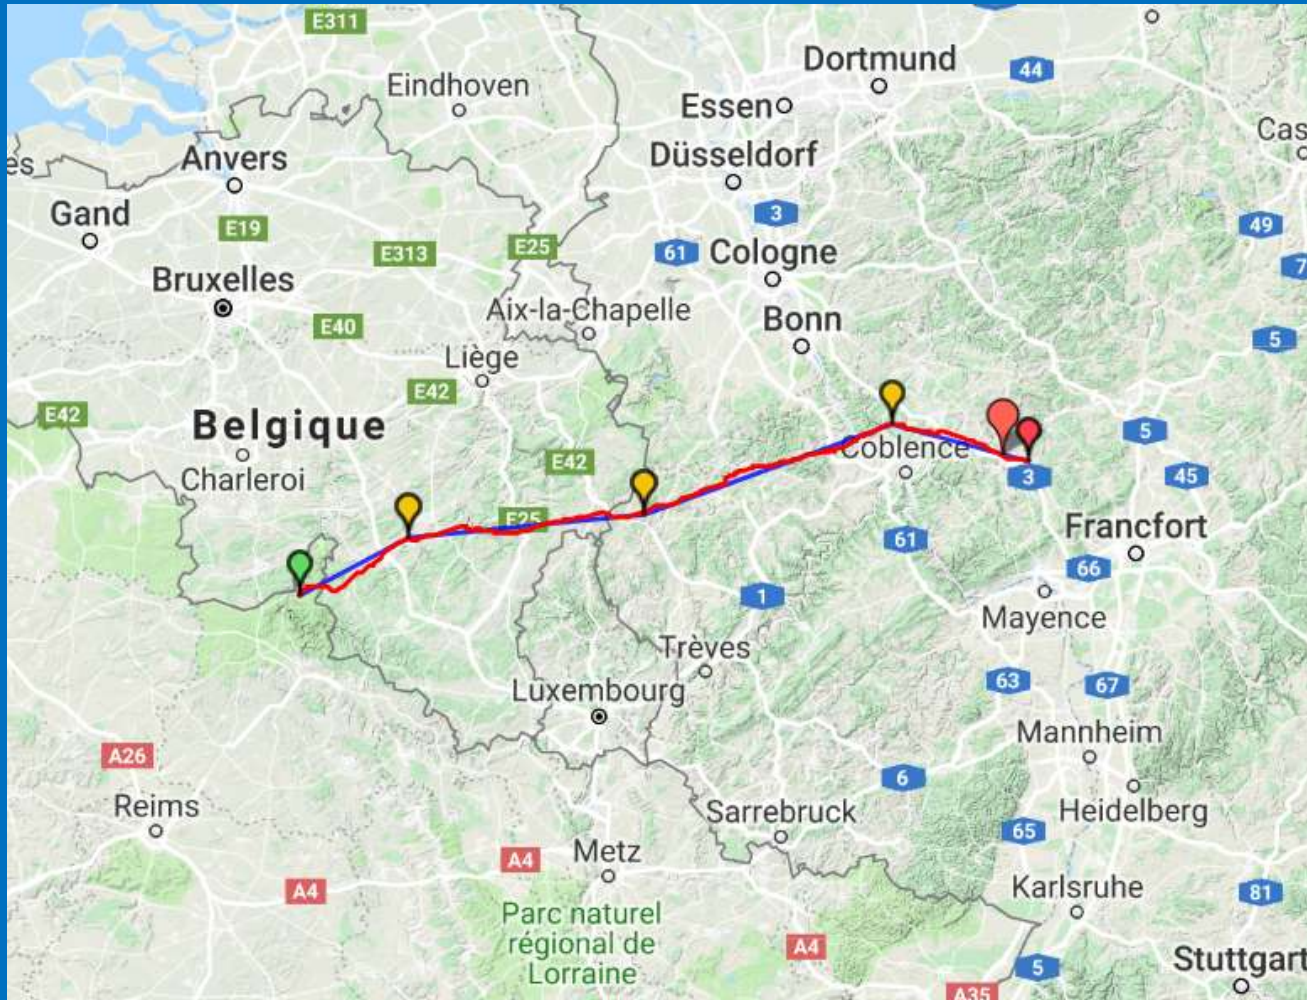 E311
Dortmund
44
Eindhoven
Essen
Cas
Düsseldorf
es
Anvers
Gand
3
E19
49
E313
E25
61
Cologne
7
Bruxelles
Aix-la-Chapelle
Bonn
E40
5
Liège
E42
E42
Belgique
5
Coblence
Charleroi
E42
3
45
E25
Francfort
61
66
1
Mayence
Trèves
63
67
Luxembourg
Mannheim
A26
6
Reims
Sarrebruck
Heidelberg
65
Metz
A4
A4
Karlsruhe
81
Parc naturel
régional de
Lorraine
A4
Stuttgart
5
A35